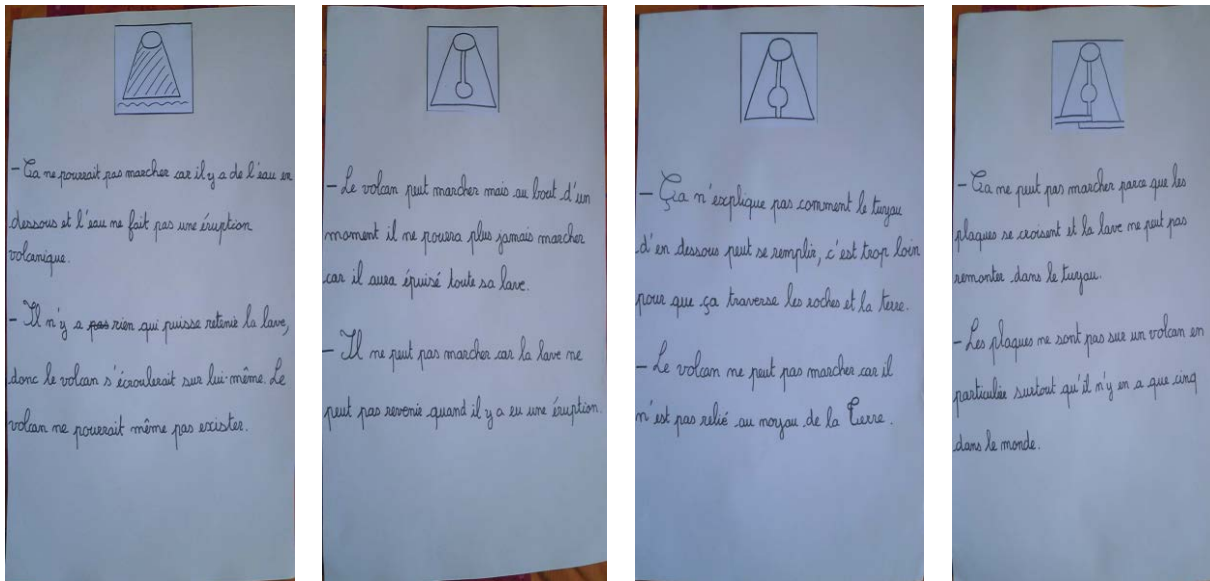 - Ça ne pourrait pas marcher car il y a de l'eau en
dessous et l'eau ne fait pas une éruption
volcanique.
- Il n'y a pas rien qui puisse retenir la lave,
donc le volcan s'écroulerait sur lui-même. Le
volcan ne pourrait même pas exister.
- Le volcan peut marcher mais au bout d'un
moment il ne pouera plus jamais marcher
car il aura épuisé toute sa lave.
- Il ne peut pas marcher car la lave ne
peut pas revenir quand il y a eu une éruption.
- Ça n'explique pas comment le tuyau
d'en dessous peut se remplir, c'est trop loin
pour que ça traverse les roches et la terre.
- Le volcan ne peut pas marcher car il
n'est pas relié au noyau de la Terre.
- Ça ne peut pas marcher parce que les
plaques se croisent et la lave ne peut pas
remonter dans le tuyau.
- Les plaques ne sont pas sur un volcan en
particulier surtout qu'il n'y en a que cinq
dans le monde.